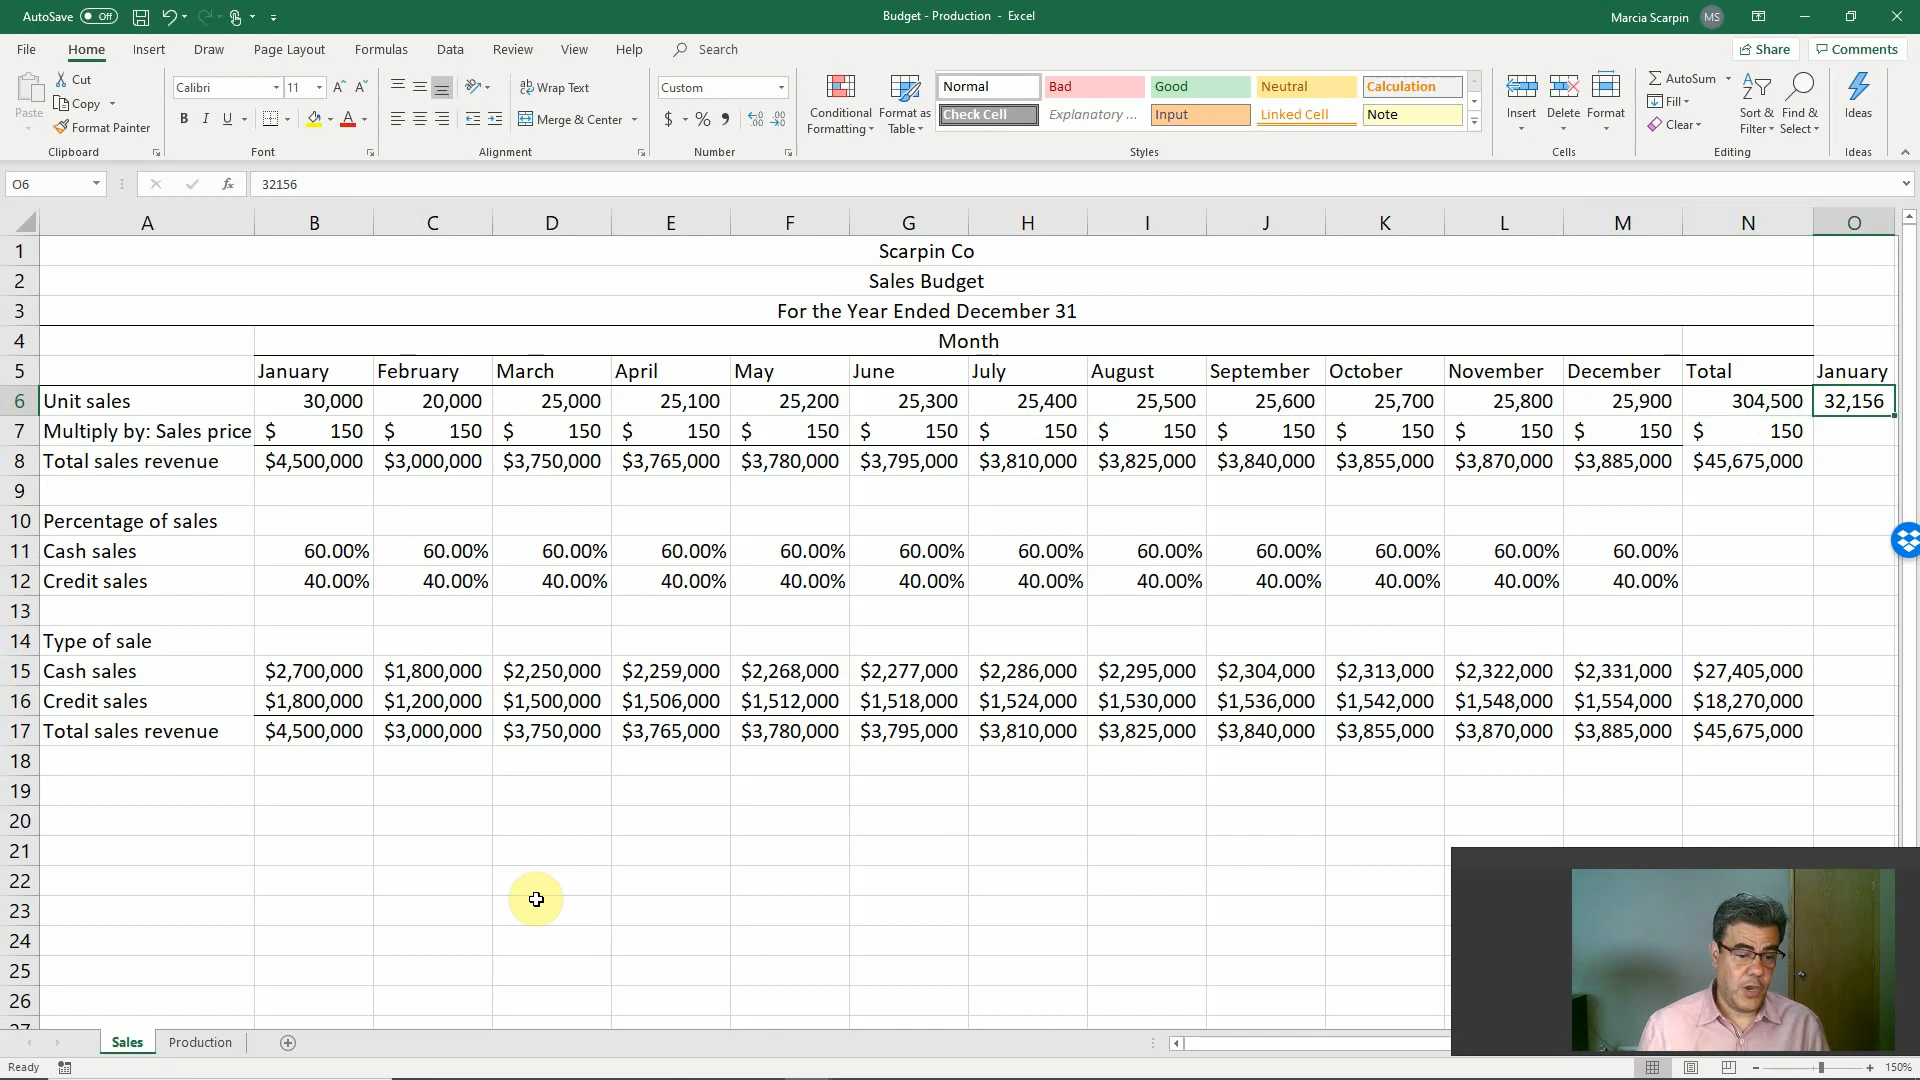 AutoSave Off Budget - Production - Excel Marcia Scarpin MS
File Home Insert Draw Page Layout Formulas Data Review View Help Search Share Comments
Paste Cut Copy Format Painter Clipboard
Calibri 11 A A B I U A Font
Wrap Text Merge & Center Alignment
Custom $ % , Number
Conditional Formatting Format as Table Normal Bad Good Neutral Calculation
Check Cell Explanatory ... Input Linked Cell Note Styles
Insert Delete Format Cells
AutoSum Fill Clear Sort & Filter Find & Select Editing
Ideas Ideas
O6 fx 32156
A B C D E F G H I J K L M N O
1 Scarpin Co
2 Sales Budget
3 For the Year Ended December 31
4 Month
5 January February March April May June July August September October November December Total January
6 Unit sales 30,000 20,000 25,000 25,100 25,200 25,300 25,400 25,500 25,600 25,700 25,800 25,900 304,500 32,156
7 Multiply by: Sales price $ 150 $ 150 $ 150 $ 150 $ 150 $ 150 $ 150 $ 150 $ 150 $ 150 $ 150 $ 150 $ 150
8 Total sales revenue $4,500,000 $3,000,000 $3,750,000 $3,765,000 $3,780,000 $3,795,000 $3,810,000 $3,825,000 $3,840,000 $3,855,000 $3,870,000 $3,885,000 $45,675,000
9
10 Percentage of sales
11 Cash sales 60.00% 60.00% 60.00% 60.00% 60.00% 60.00% 60.00% 60.00% 60.00% 60.00% 60.00% 60.00%
12 Credit sales 40.00% 40.00% 40.00% 40.00% 40.00% 40.00% 40.00% 40.00% 40.00% 40.00% 40.00% 40.00%
13
14 Type of sale
15 Cash sales $2,700,000 $1,800,000 $2,250,000 $2,259,000 $2,268,000 $2,277,000 $2,286,000 $2,295,000 $2,304,000 $2,313,000 $2,322,000 $2,331,000 $27,405,000
16 Credit sales $1,800,000 $1,200,000 $1,500,000 $1,506,000 $1,512,000 $1,518,000 $1,524,000 $1,530,000 $1,536,000 $1,542,000 $1,548,000 $1,554,000 $18,270,000
17 Total sales revenue $4,500,000 $3,000,000 $3,750,000 $3,765,000 $3,780,000 $3,795,000 $3,810,000 $3,825,000 $3,840,000 $3,855,000 $3,870,000 $3,885,000 $45,675,000
18
19
20
21
22
23
24
25
26
27
Sales Production
Ready 150%